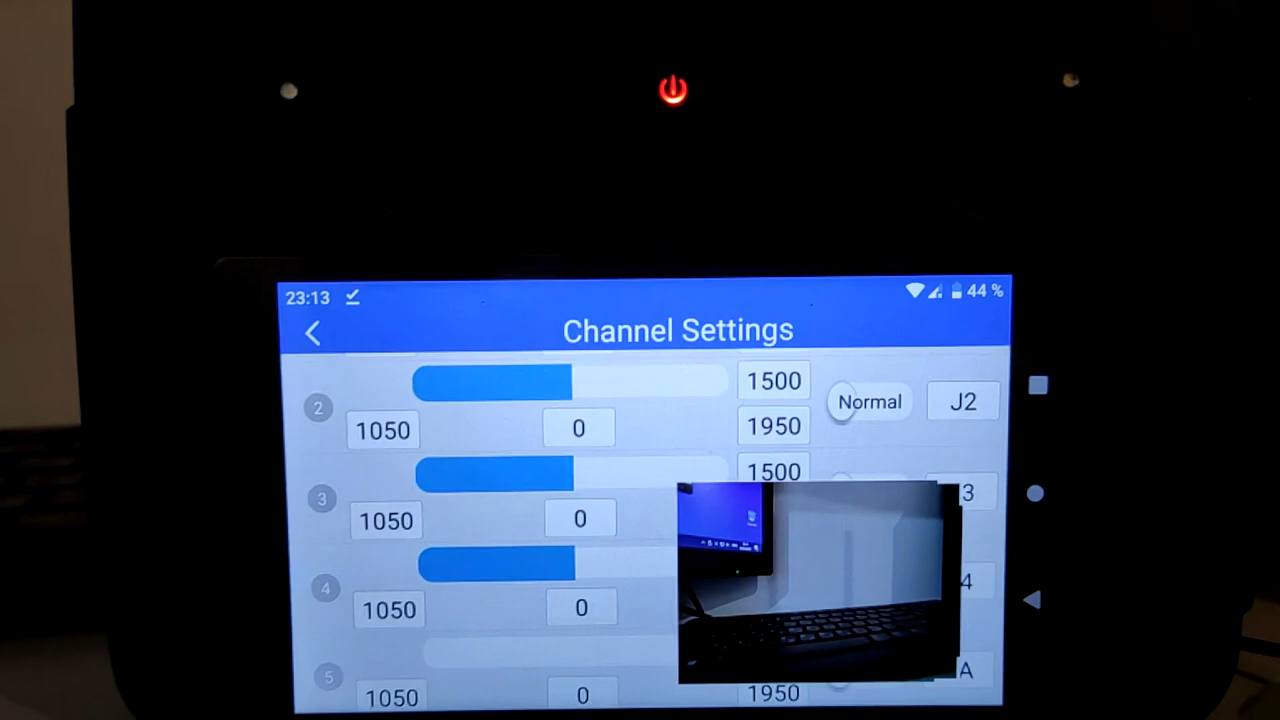 23:13 44 %
Channel Settings
2 1500 Normal J2
1050 0 1950
3 1500 3
1050 0
4 4
1050 0
5 A
1050 0 1950